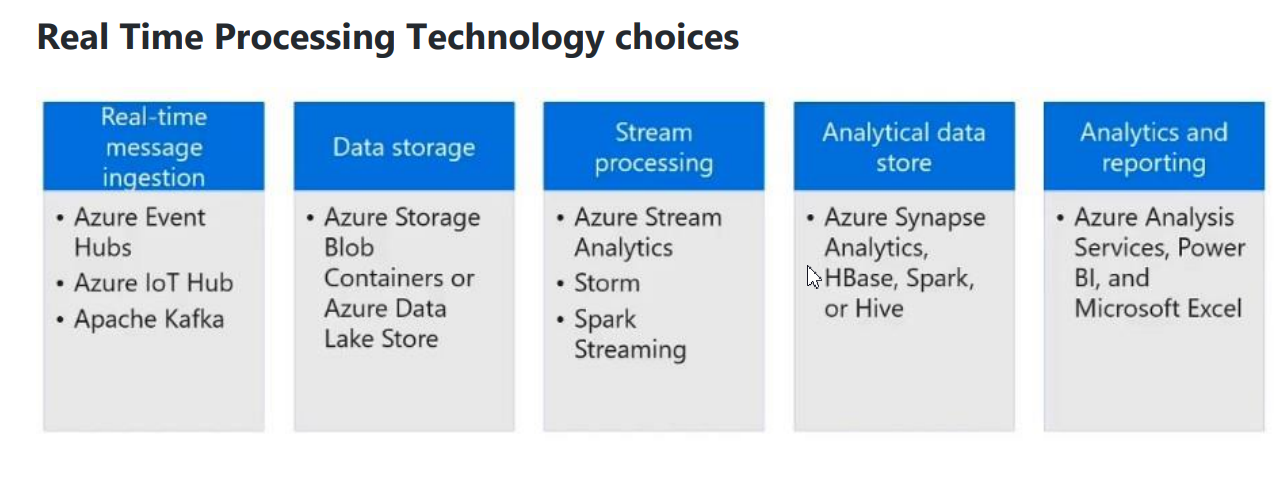 Real Time Processing Technology choices
Real-time
message
ingestion
• Azure Event
Hubs
• Azure IoT Hub
• Apache Kafka
Data storage
• Azure Storage
Blob
Containers or
Azure Data
Lake Store
Stream
processing
• Azure Stream
Analytics
• Storm
• Spark
Streaming
Analytical data
store
• Azure Synapse
Analytics,
HBase, Spark,
or Hive
Analytics and
reporting
• Azure Analysis
Services, Power
BI, and
Microsoft Excel